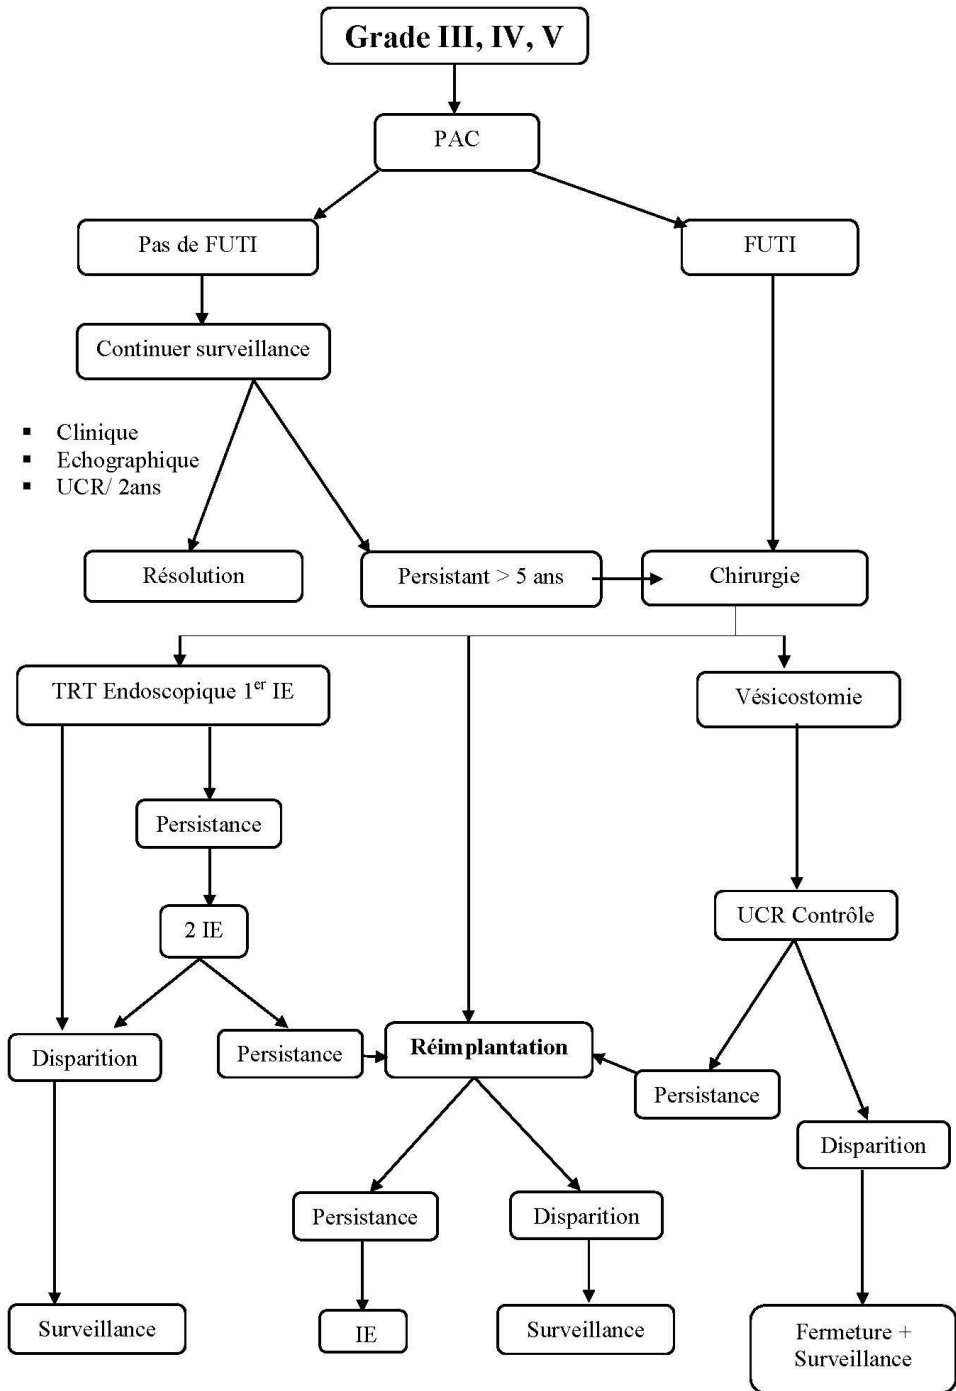 Grade III, IV, V
PAC
Pas de FUTI
FUTI
Continuer surveillance
▪ Clinique
▪ Echographique
▪ UCR/ 2ans
Résolution
Persistant > 5 ans
Chirurgie
TRT Endoscopique 1er IE
Vésicostomie
Persistance
2 IE
UCR Contrôle
Disparition
Persistance
Réimplantation
Persistance
Disparition
Persistance
Disparition
Surveillance
IE
Surveillance
Fermeture +
Surveillance